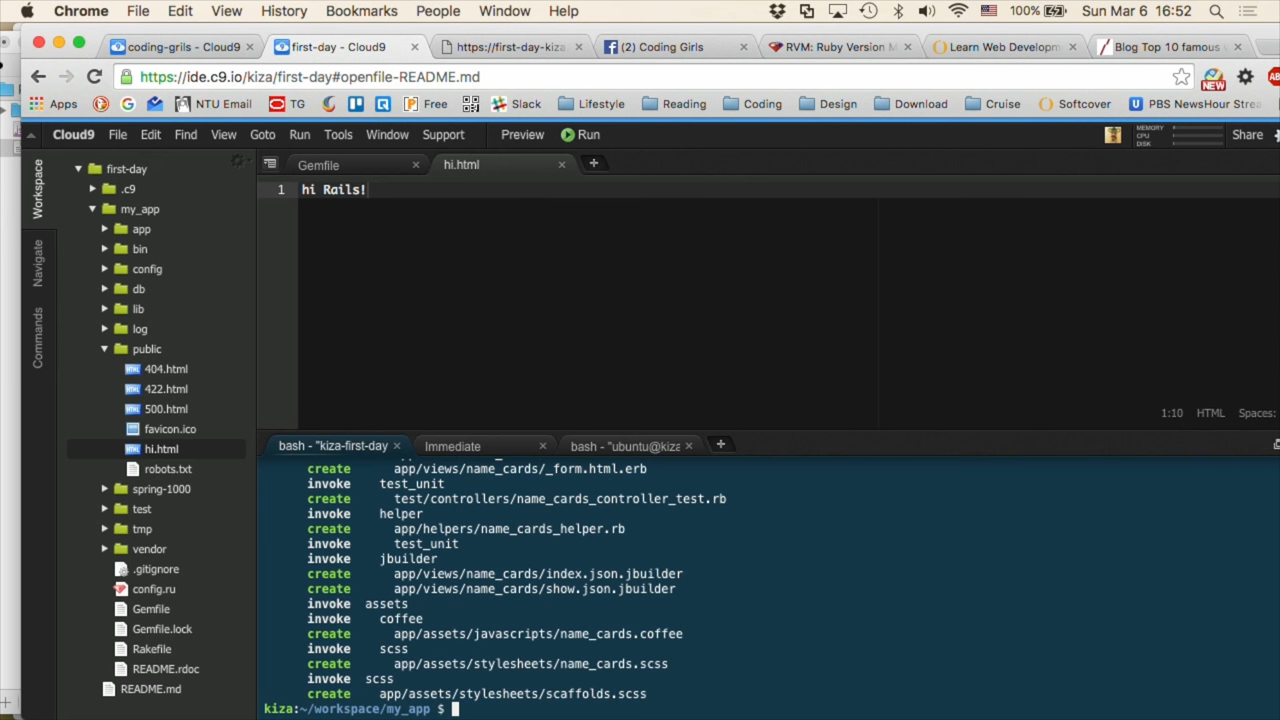 Chrome File Edit View History Bookmarks People Window Help 100% Sun Mar 6 16:52
coding-grils - Cloud9 first-day - Cloud9 https://first-day-kiza (2) Coding Girls RVM: Ruby Version M Learn Web Developm Blog Top 10 famous
https://ide.c9.io/kiza/first-day#openfile-README.md NEW
Apps NTU Email TG Free Slack Lifestyle Reading Coding Design Download Cruise Softcover PBS NewsHour Strea
Cloud9 File Edit Find View Goto Run Tools Window Support Preview Run MEMORY CPU DISK Share
Workspace
Navigate
Commands
first-day
.c9
my_app
app
bin
config
db
lib
log
public
404.html
422.html
500.html
favicon.ico
hi.html
robots.txt
spring-1000
test
tmp
vendor
.gitignore
config.ru
Gemfile
Gemfile.lock
Rakefile
README.rdoc
README.md
Gemfile hi.html
1 hi Rails!
1:10 HTML Spaces:
bash - "kiza-first-day Immediate bash - "ubuntu@kiza
create app/views/name_cards/_form.html.erb
invoke test_unit
create test/controllers/name_cards_controller_test.rb
invoke helper
create app/helpers/name_cards_helper.rb
invoke test_unit
invoke jbuilder
create app/views/name_cards/index.json.jbuilder
create app/views/name_cards/show.json.jbuilder
invoke assets
invoke coffee
create app/assets/javascripts/name_cards.coffee
invoke scss
create app/assets/stylesheets/name_cards.scss
invoke scss
create app/assets/stylesheets/scaffolds.scss
kiza:~/workspace/my_app $